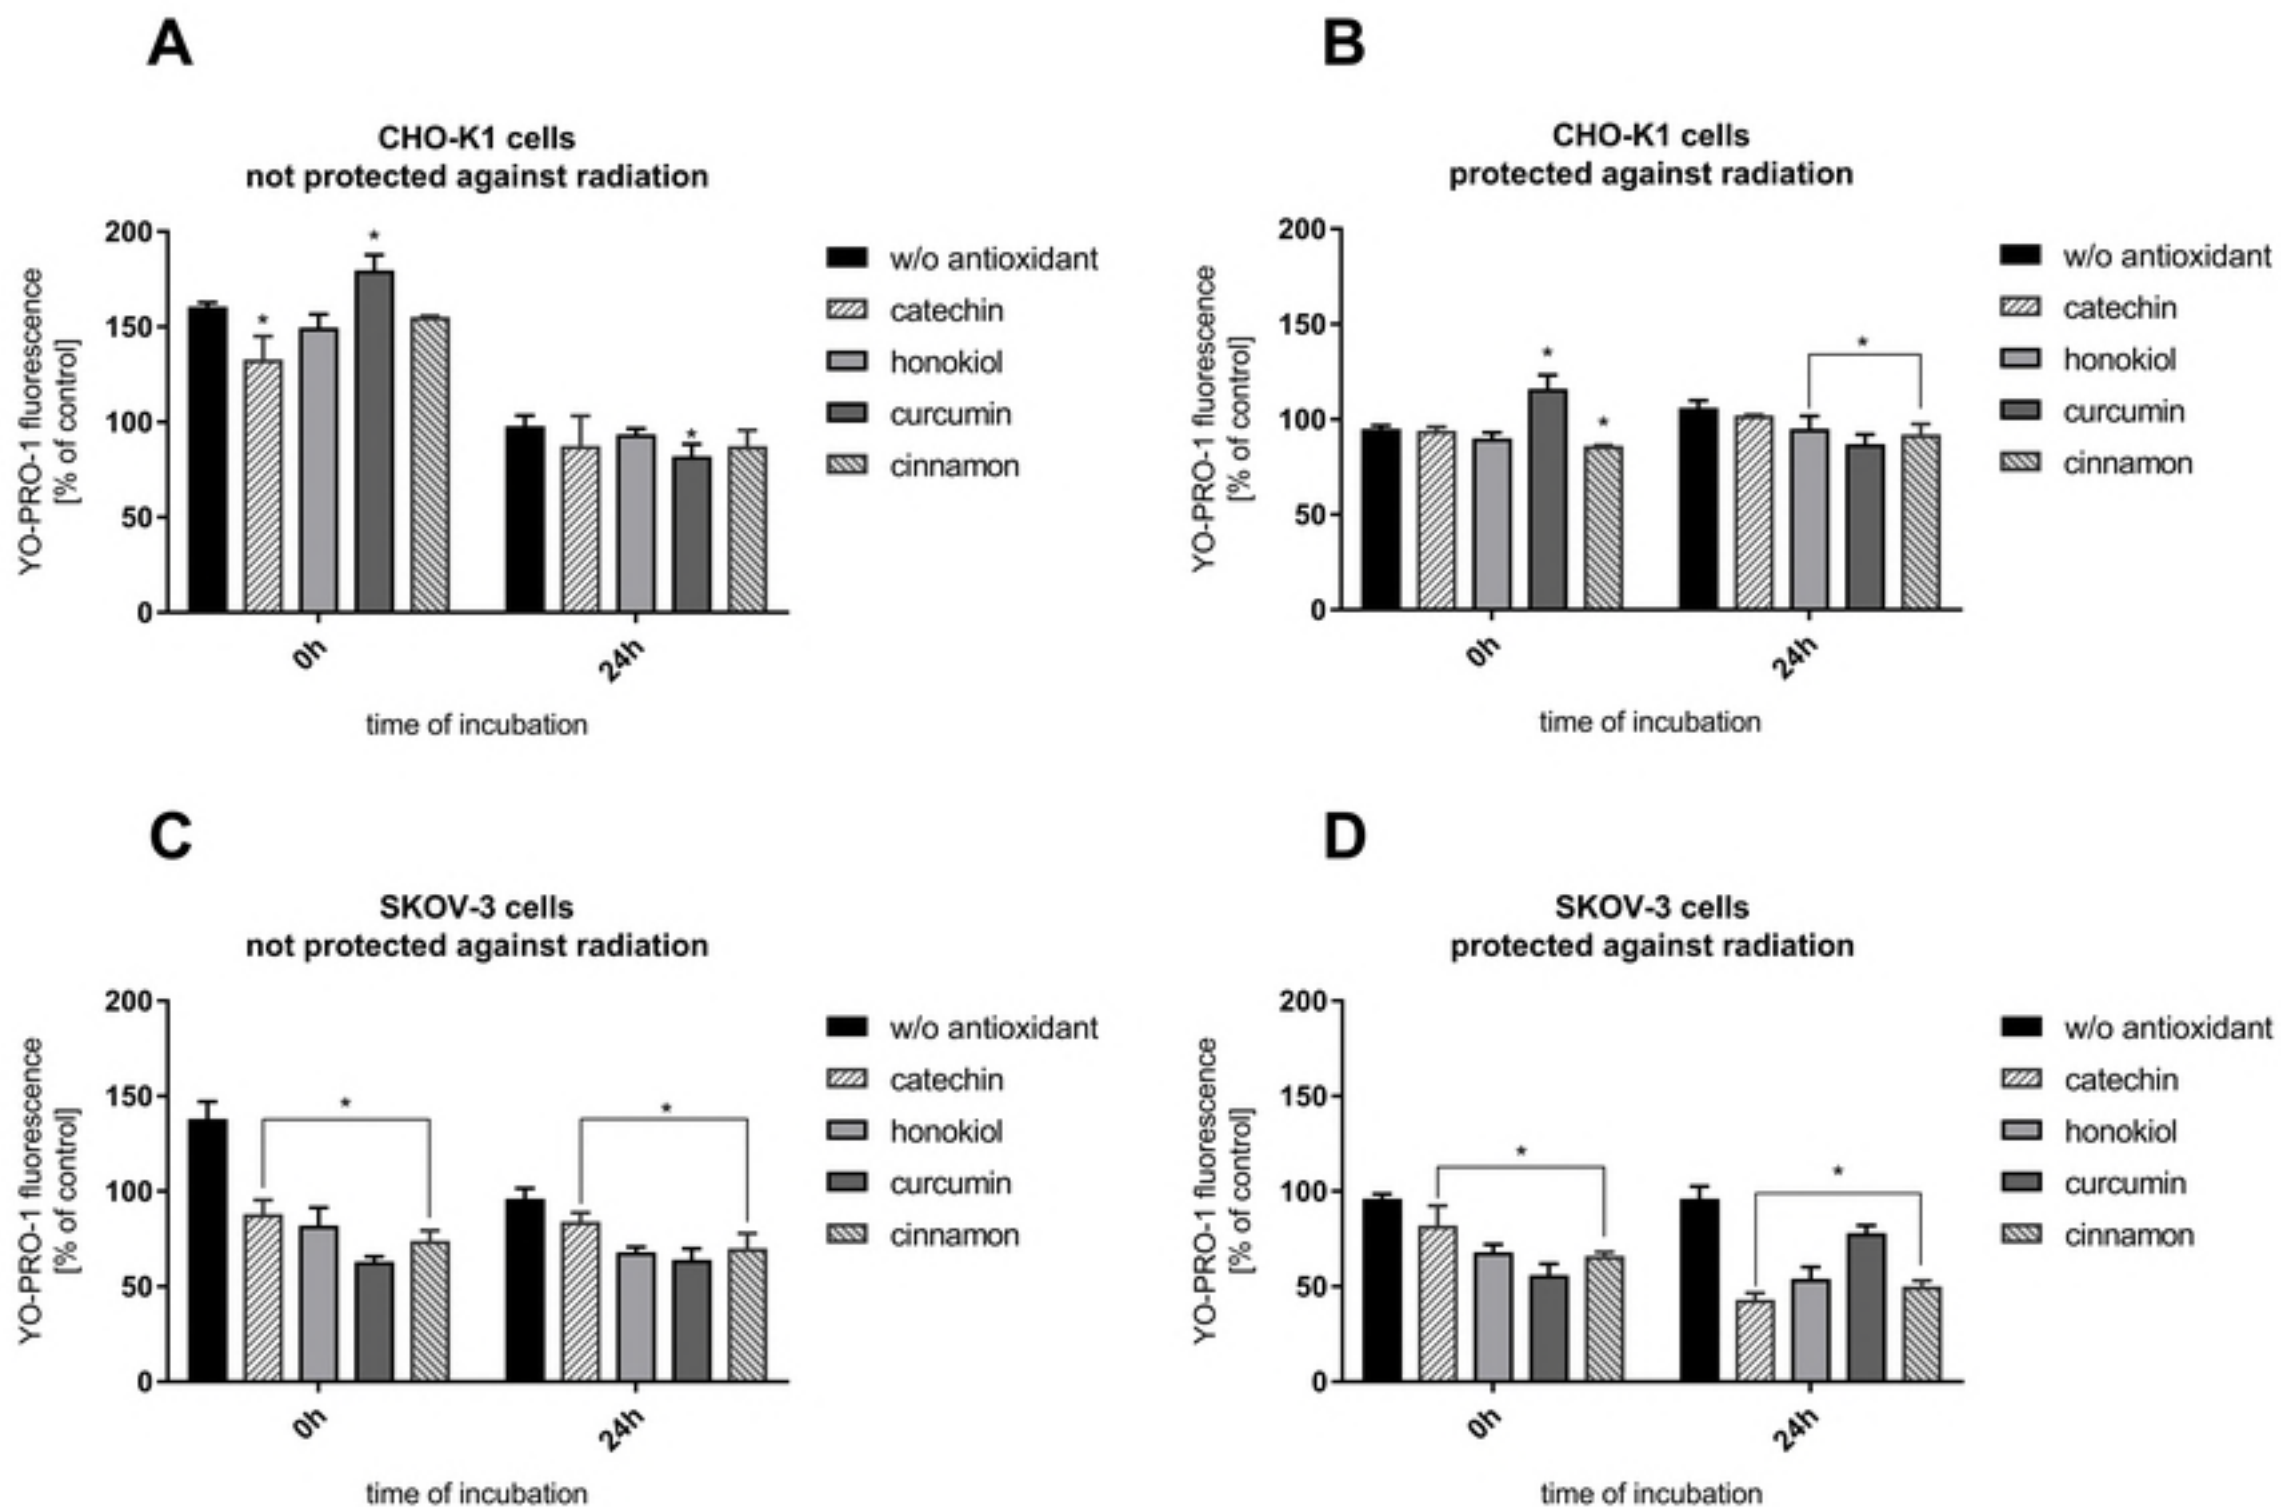 A
CHO-K1 cells
not protected against radiation
YO-PRO-1 fluorescence
[% of control]
200
150
100
50
0
*
*
*
0h
24h
time of incubation
w/o antioxidant
catechin
honokiol
curcumin
cinnamon
B
CHO-K1 cells
protected against radiation
YO-PRO-1 fluorescence
[% of control]
200
150
100
50
0
*
*
*
0h
24h
time of incubation
w/o antioxidant
catechin
honokiol
curcumin
cinnamon
C
SKOV-3 cells
not protected against radiation
YO-PRO-1 fluorescence
[% of control]
200
150
100
50
0
*
*
0h
24h
time of incubation
w/o antioxidant
catechin
honokiol
curcumin
cinnamon
D
SKOV-3 cells
protected against radiation
YO-PRO-1 fluorescence
[% of control]
200
150
100
50
0
*
*
0h
24h
time of incubation
w/o antioxidant
catechin
honokiol
curcumin
cinnamon